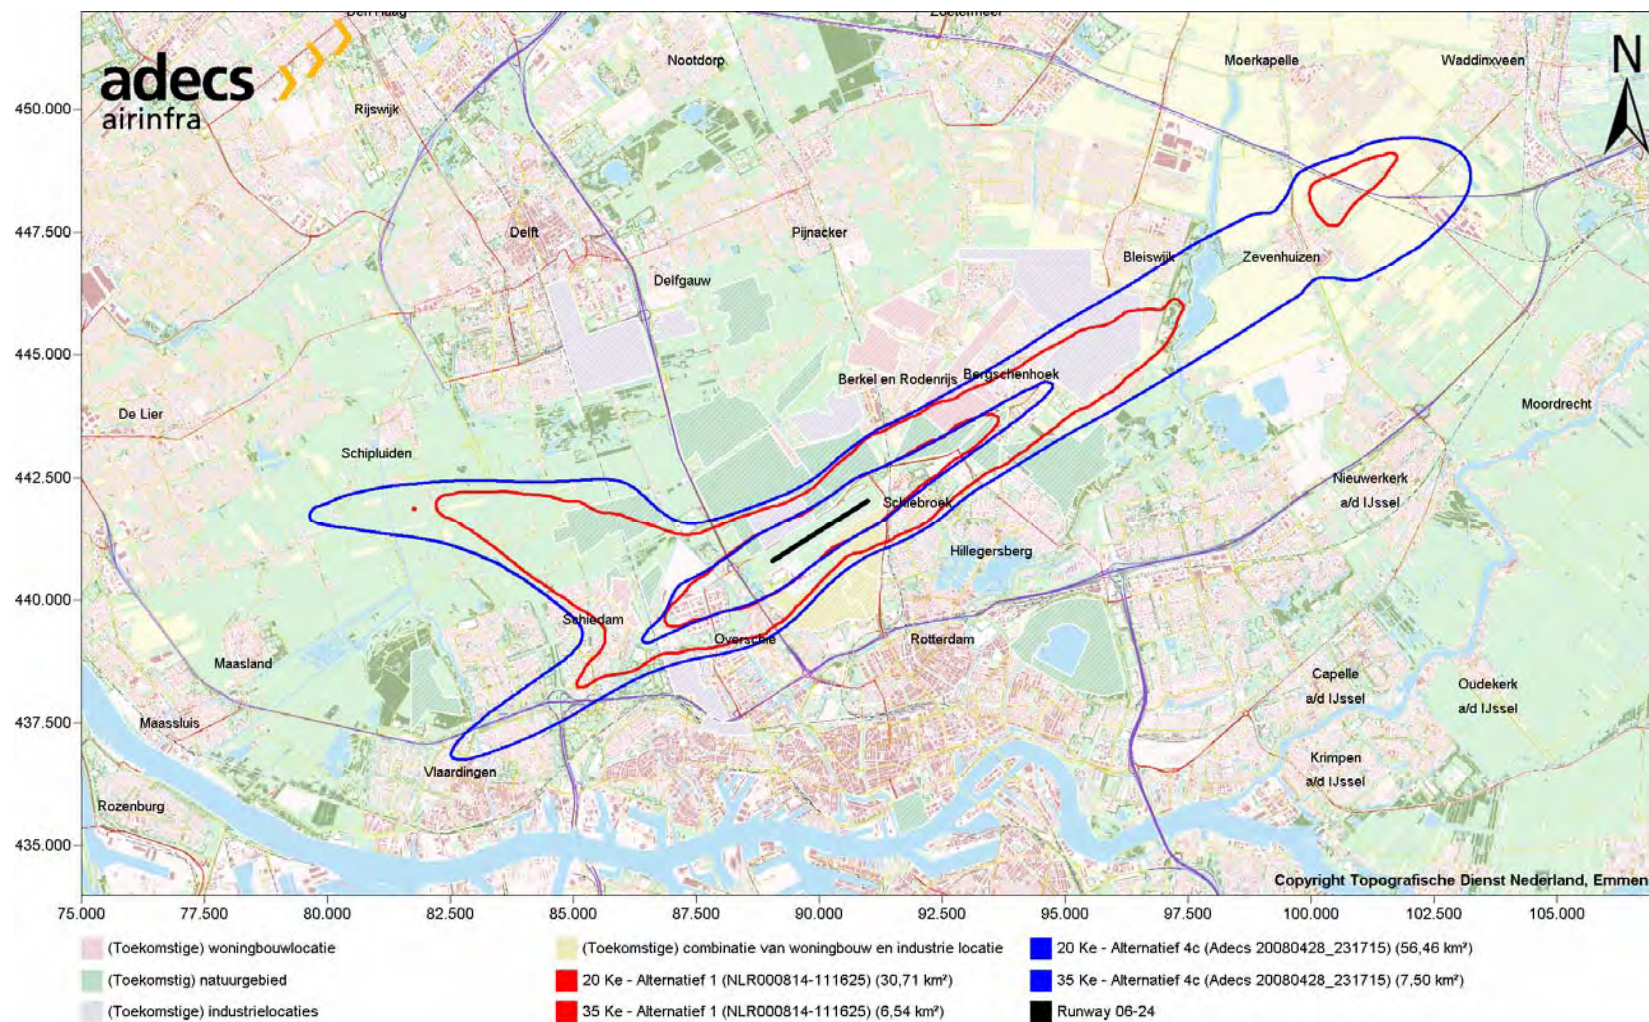 Den Haag
Zoetermeer
adecs
airinfra
Nootdorp
Moerkapelle
Waddinxveen
N
Rijswijk
450.000
447.500
445.000
442.500
440.000
437.500
435.000
Delft
Pijnacker
Delfgauw
Bleiswijk
Zevenhuizen
Berkel en Rodenrijs
Bergschenhoek
De Lier
Moordrecht
Schipluiden
Nieuwerkerk
a/d IJssel
Schiebroek
Hillegersberg
Schiedam
Overschie
Rotterdam
Maasland
Capelle
a/d IJssel
Oudekerk
a/d IJssel
Maassluis
Vlaardingen
Krimpen
a/d IJssel
Rozenburg
Copyright Topografische Dienst Nederland, Emmen
75.000 77.500 80.000 82.500 85.000 87.500 90.000 92.500 95.000 97.500 100.000 102.500 105.000
(Toekomstige) woningbouwlocatie
(Toekomstig) natuurgebied
(Toekomstige) industrielocaties
(Toekomstige) combinatie van woningbouw en industrie locatie
20 Ke - Alternatief 1 (NLR000814-111625) (30,71 km²)
35 Ke - Alternatief 1 (NLR000814-111625) (6,54 km²)
20 Ke - Alternatief 4c (Adecs 20080428_231715) (56,46 km²)
35 Ke - Alternatief 4c (Adecs 20080428_231715) (7,50 km²)
Runway 06-24